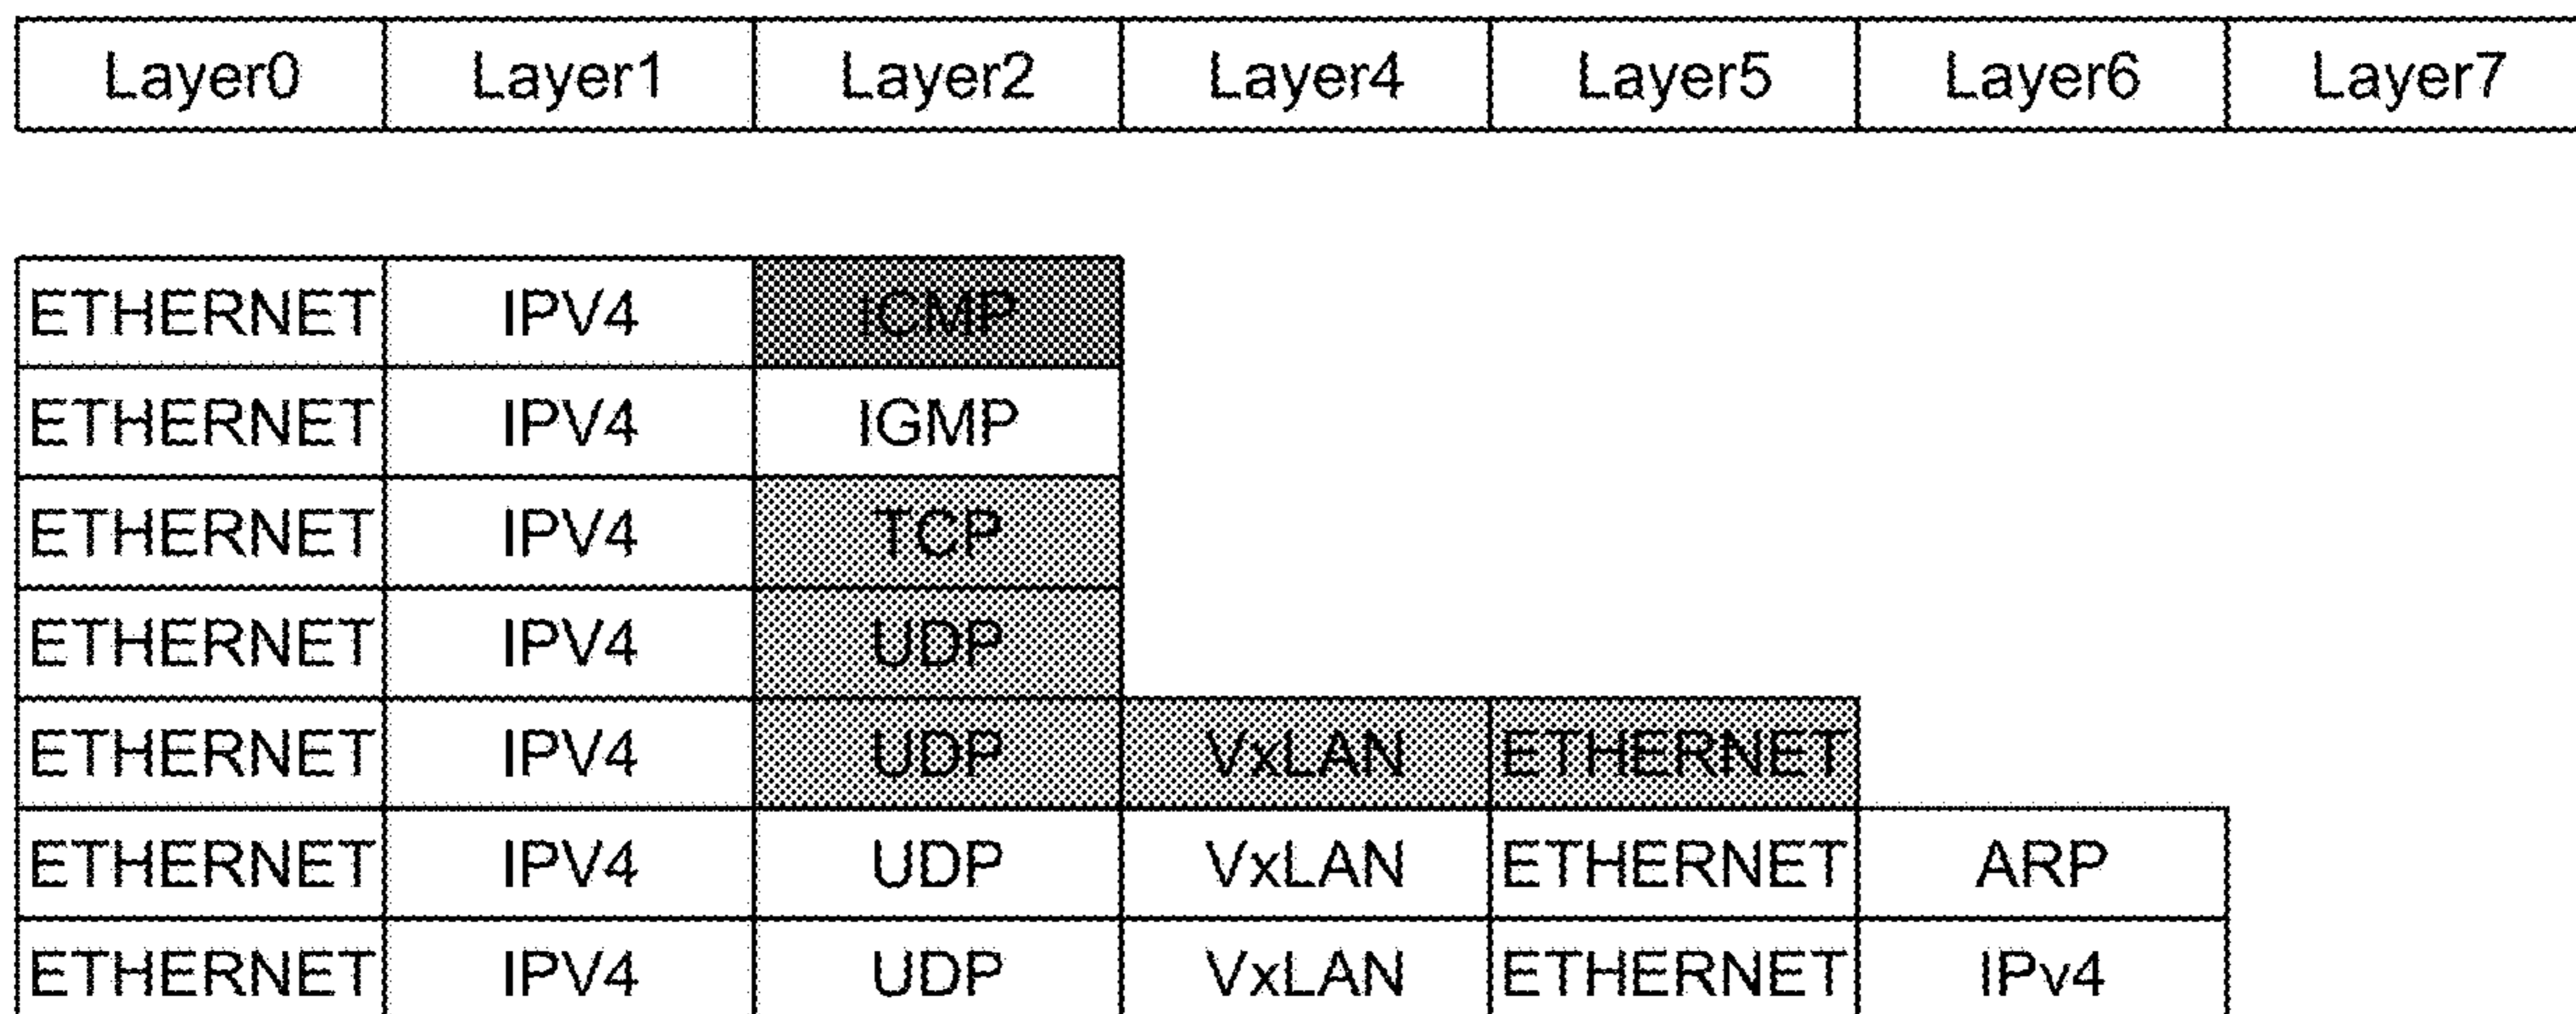 Layer0 Layer1 Layer2 Layer4 Layer5 Layer6 Layer7
ETHERNET IPV4 ICMP
ETHERNET IPV4 IGMP
ETHERNET IPV4 TCP
ETHERNET IPV4 UDP
ETHERNET IPV4 UDP VxLAN ETHERNET
ETHERNET IPV4 UDP VxLAN ETHERNET ARP
ETHERNET IPV4 UDP VxLAN ETHERNET IPv4